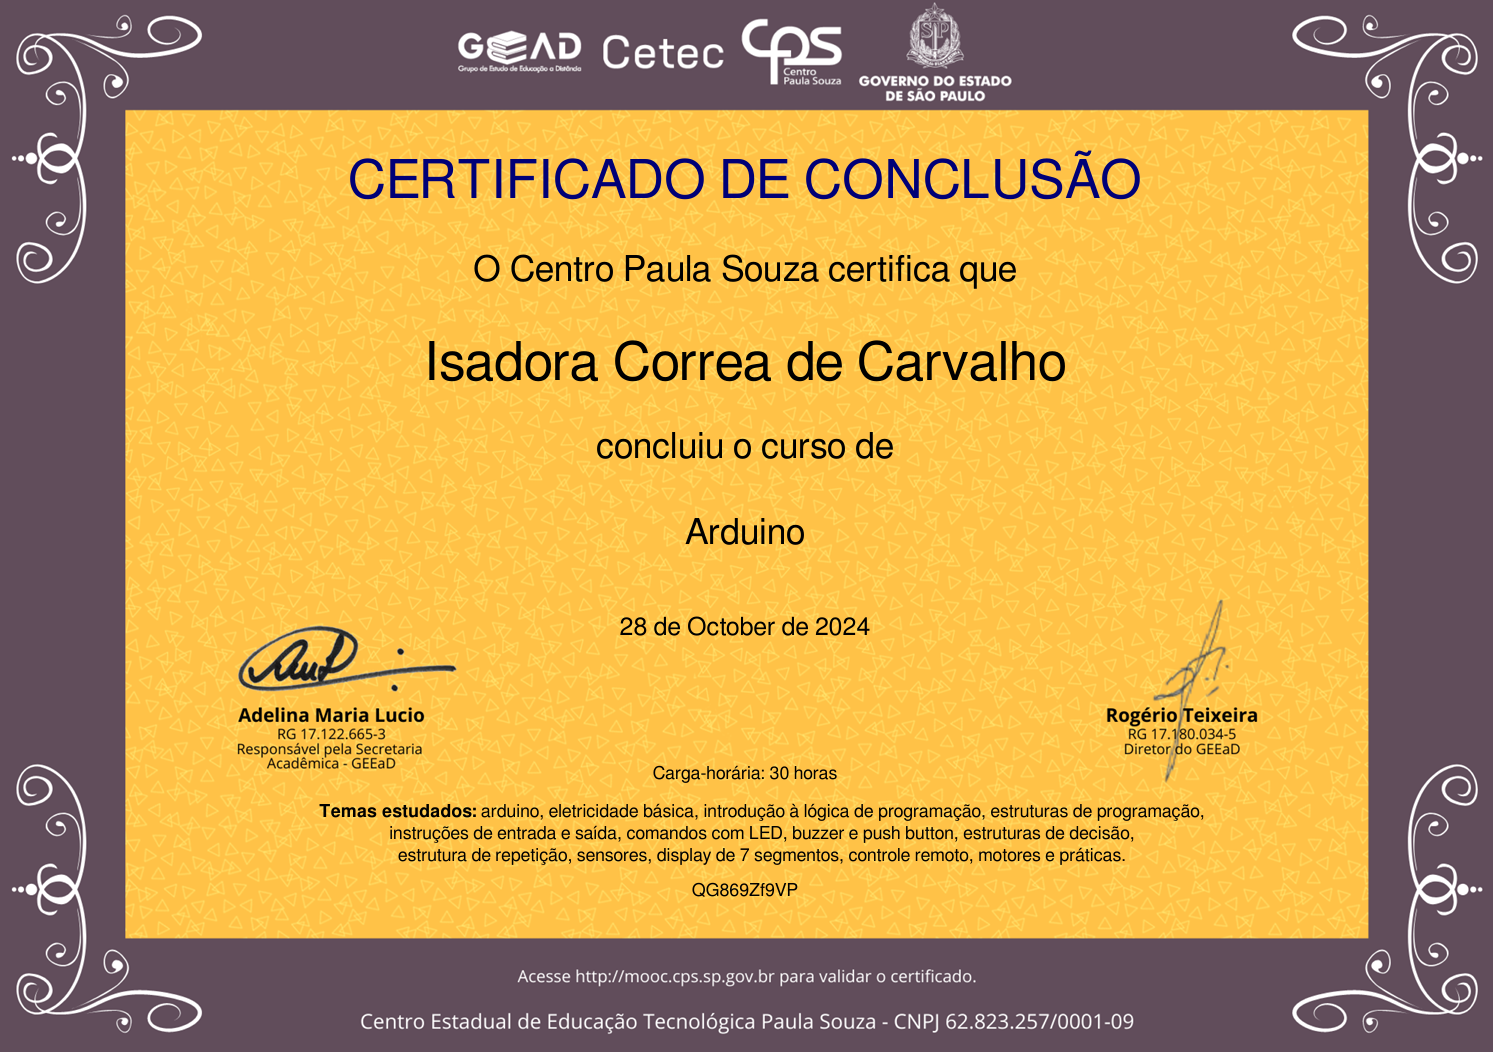 GEEAD
Grupo de Estudo de Educação a Distância
Cetec
CPS
Centro
Paula Souza
SP
GOVERNO DO ESTADO
DE SÃO PAULO
CERTIFICADO DE CONCLUSÃO
O Centro Paula Souza certifica que
Isadora Correa de Carvalho
concluiu o curso de
Arduino
28 de October de 2024
Adelina Maria Lucio
RG 17.122.665-3
Responsável pela Secretaria
Acadêmica - GEEaD
Rogério Teixeira
RG 17.180.034-5
Diretor do GEEaD
Carga-horária: 30 horas
Temas estudados: arduino, eletricidade básica, introdução à lógica de programação, estruturas de programação,
instruções de entrada e saída, comandos com LED, buzzer e push button, estruturas de decisão,
estrutura de repetição, sensores, display de 7 segmentos, controle remoto, motores e práticas.
QG869Zf9VP
Acesse http://mooc.cps.sp.gov.br para validar o certificado.
Centro Estadual de Educação Tecnológica Paula Souza - CNPJ 62.823.257/0001-09